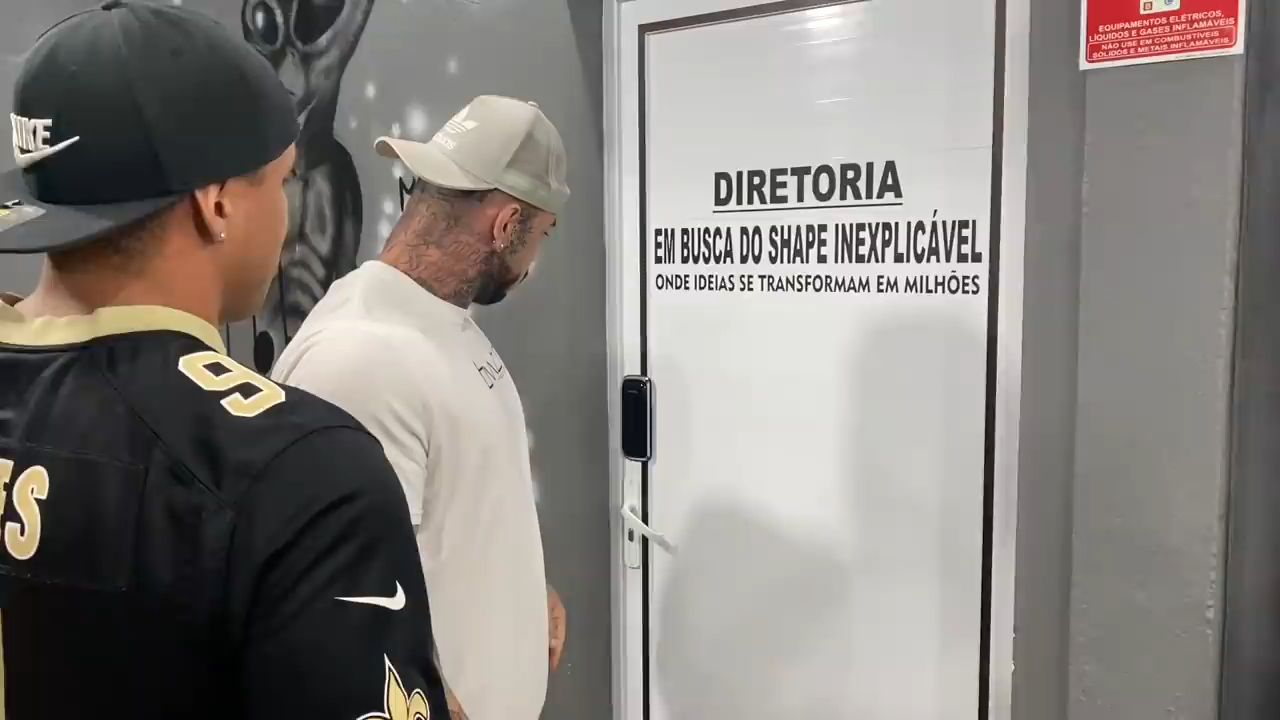 EQUIPAMENTOS ELÉTRICOS,
LÍQUIDOS E GASES INFLAMÁVEIS
NÃO USE EM COMBUSTÍVEIS
SÓLIDOS E METAIS INFLAMÁVEIS
DIRETORIA
EM BUSCA DO SHAPE INEXPLICÁVEL
ONDE IDEIAS SE TRANSFORMAM EM MILHÕES
9